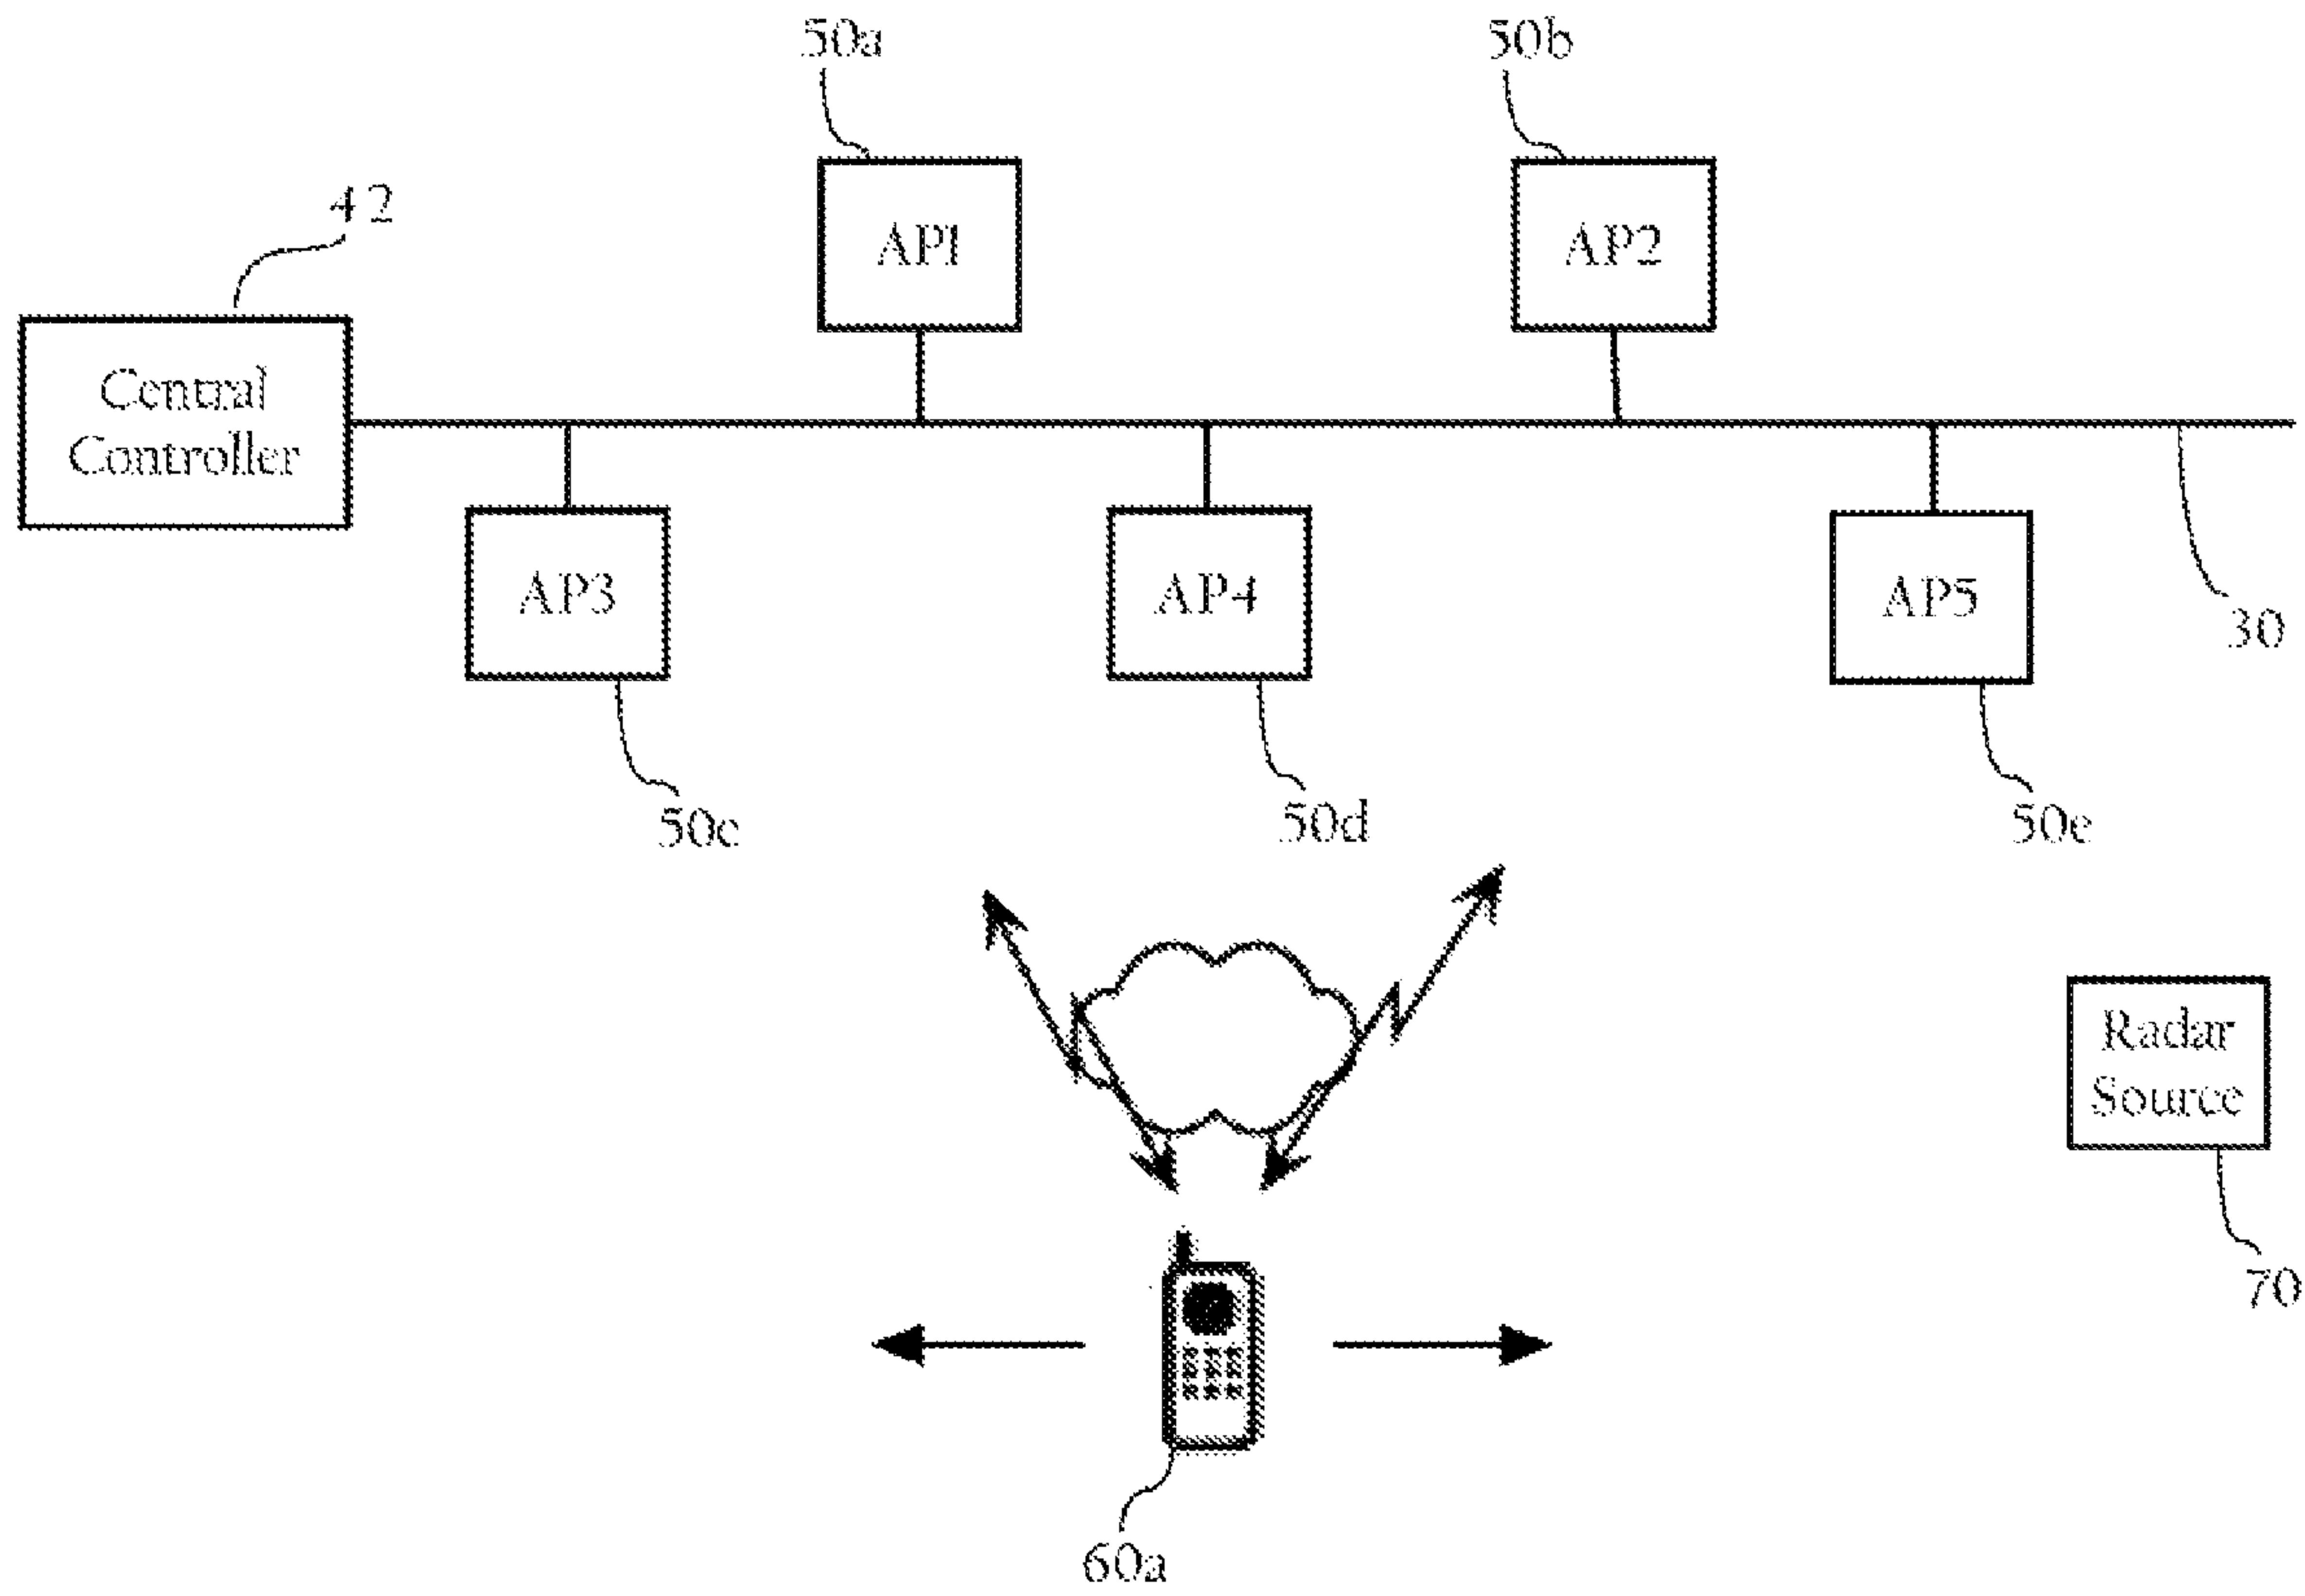 50a
50b
42
AP1
AP2
Central
Controller
AP3
AP4
AP5
30
50c
50d
50e
Radar
Source
70
60a